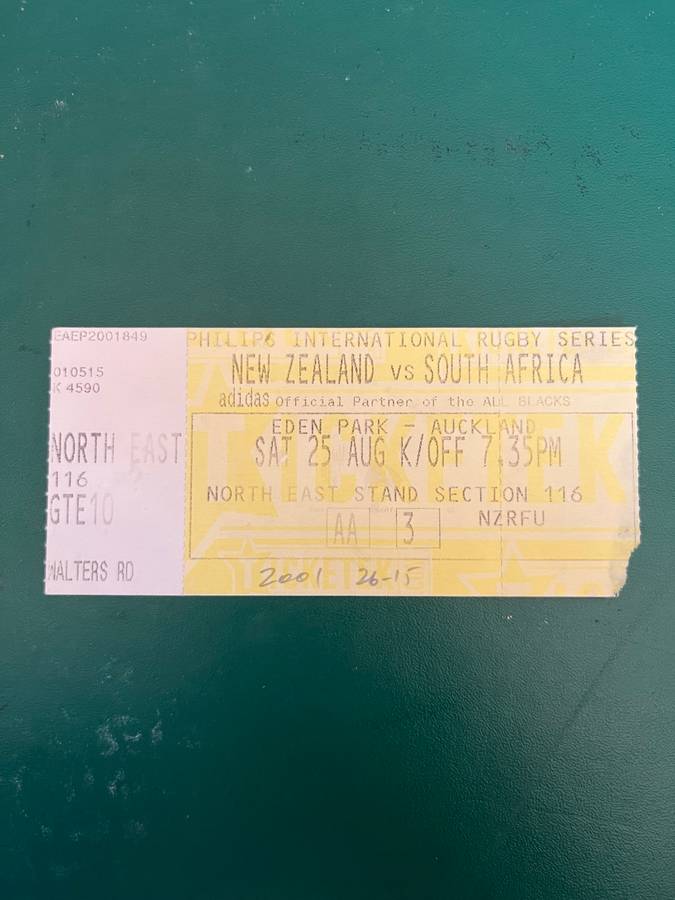 EAEP2001849
010515
K 4590
NORTH EAST
116
GTE10
WALTERS RD
PHILIPS INTERNATIONAL RUGBY SERIES
NEW ZEALAND vs SOUTH AFRICA
adidas Official Partner of the ALL BLACKS
EDEN PARK - AUCKLAND
SAT 25 AUG K/OFF 7.35PM
NORTH EAST STAND SECTION 116
AA 3 NZRFU
TICKETEK
2001 26-15